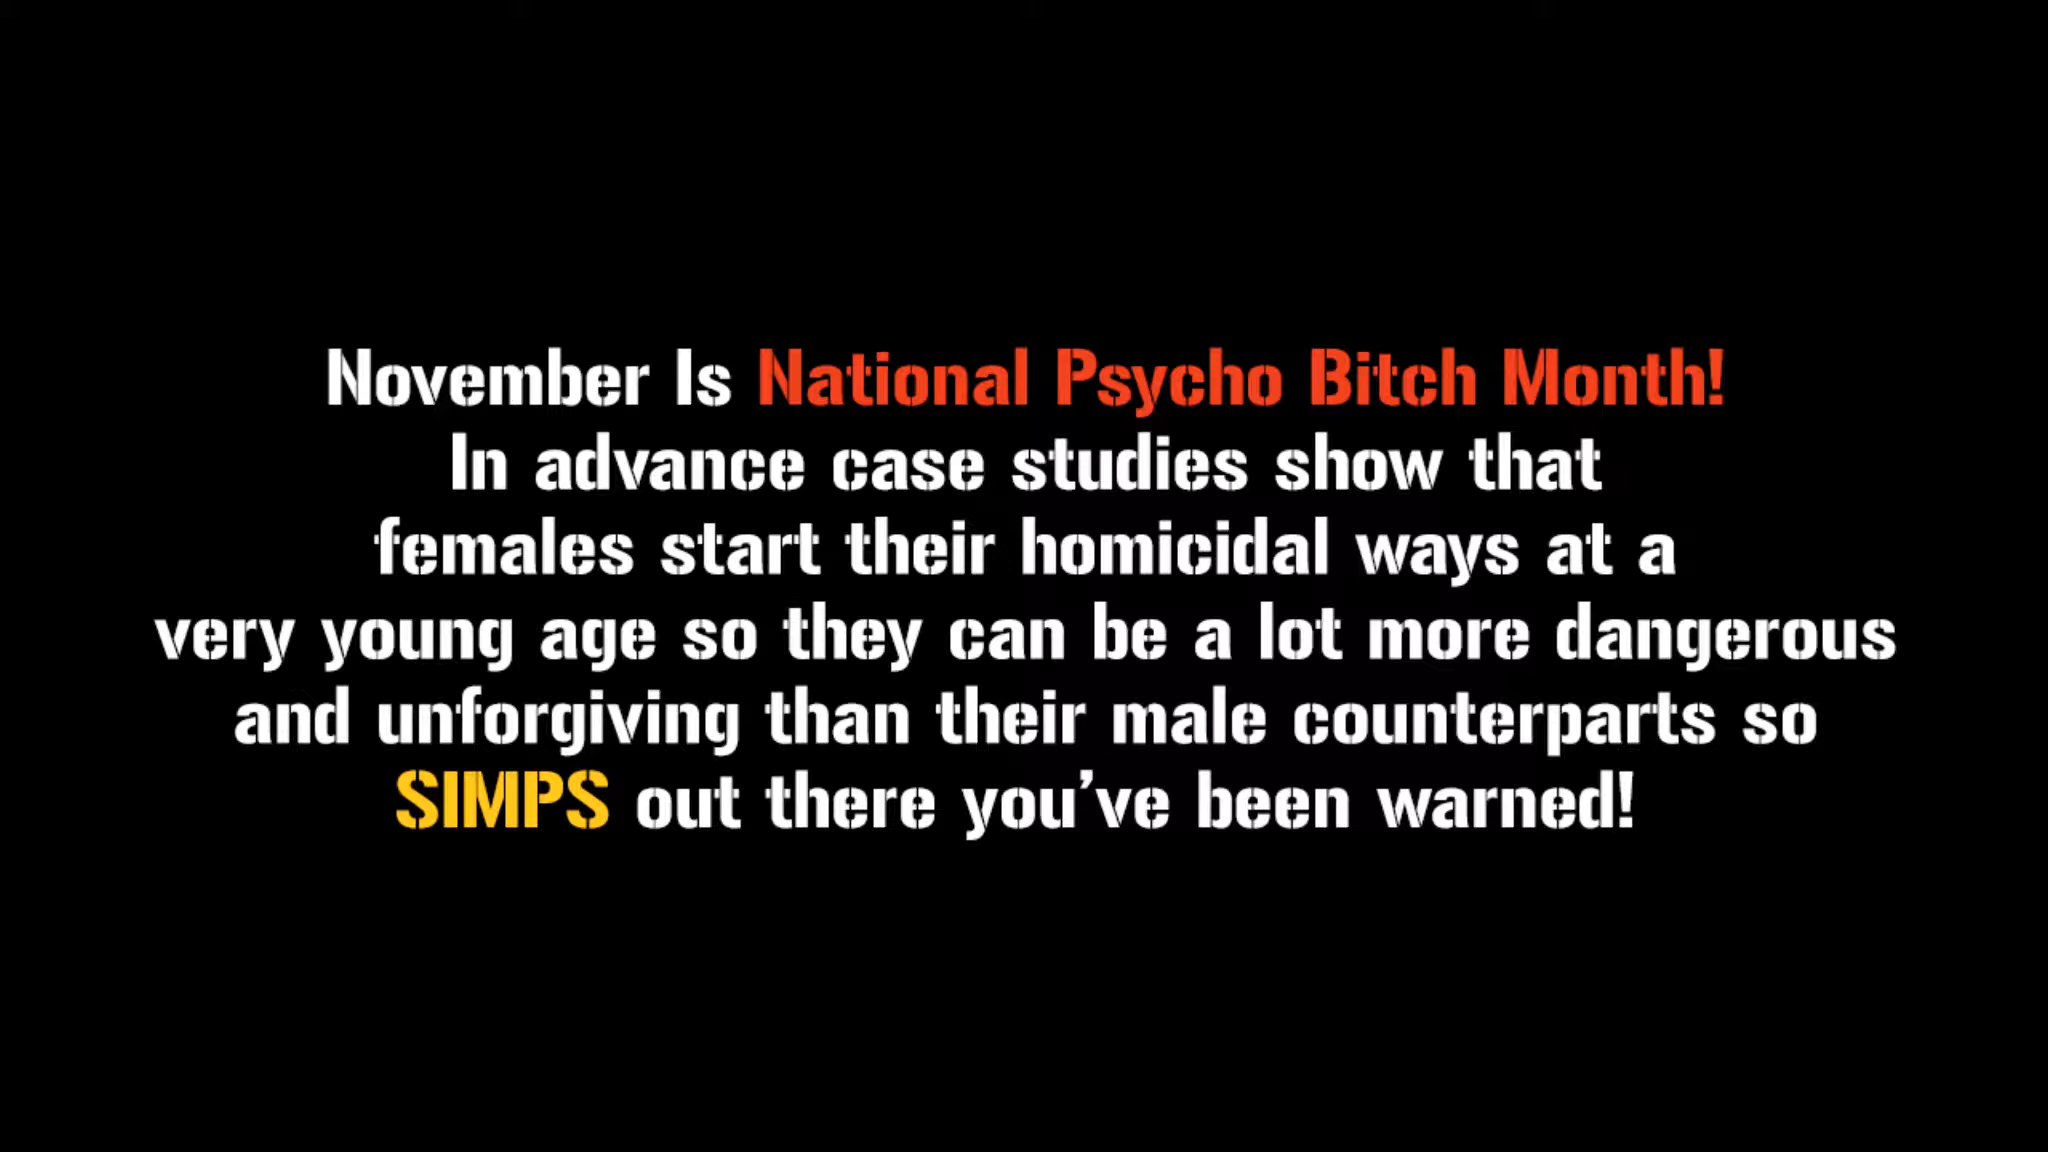 November Is National Psycho Bitch Month!
In advance case studies show that
females start their homicidal ways at a
very young age so they can be a lot more dangerous
and unforgiving than their male counterparts so
SIMPS out there you've been warned!